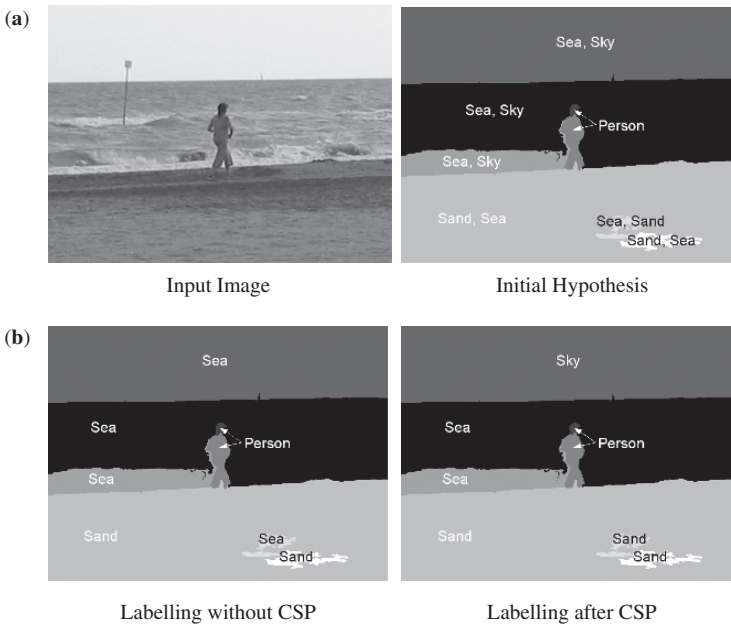 (a)
Sea, Sky
Sea, Sky
Person
Sea, Sky
Sand, Sea
Sea, Sand
Sand, Sea
Input Image
Initial Hypothesis
(b)
Sea
Sea
Person
Sea
Sand
Sea
Sand
Sky
Sea
Person
Sea
Sand
Sand
Sand
Labelling without CSP
Labelling after CSP